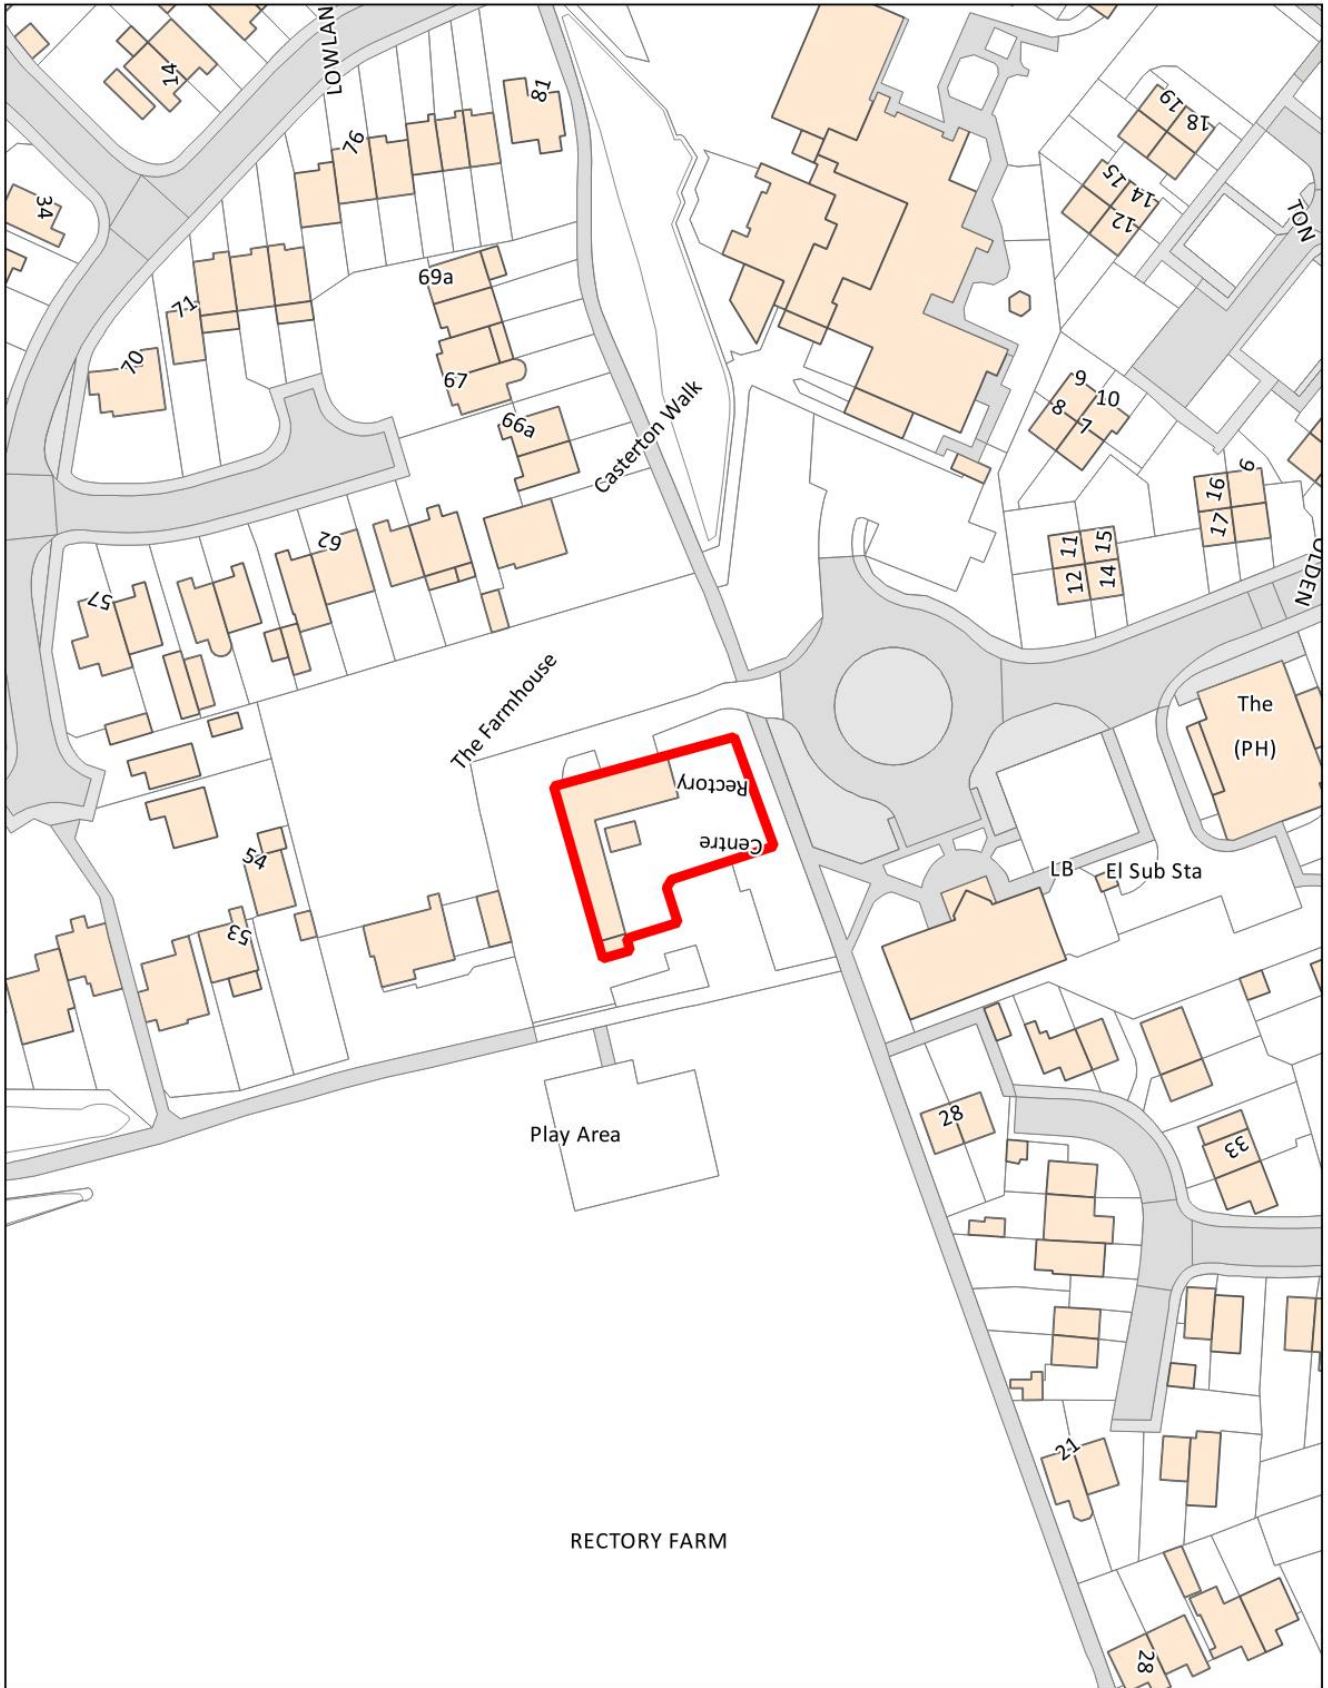 LOWLAN
14
81
76
19
18
34
15
14
12
TON
69a
71
70
67
9
10
8
7
66a
Casterton Walk
6
16
17
62
11
15
12
14
OLDEN
57
The Farmhouse
The
(PH)
Rectory
Centre
54
LB
El Sub Sta
53
28
Play Area
33
21
RECTORY FARM
28